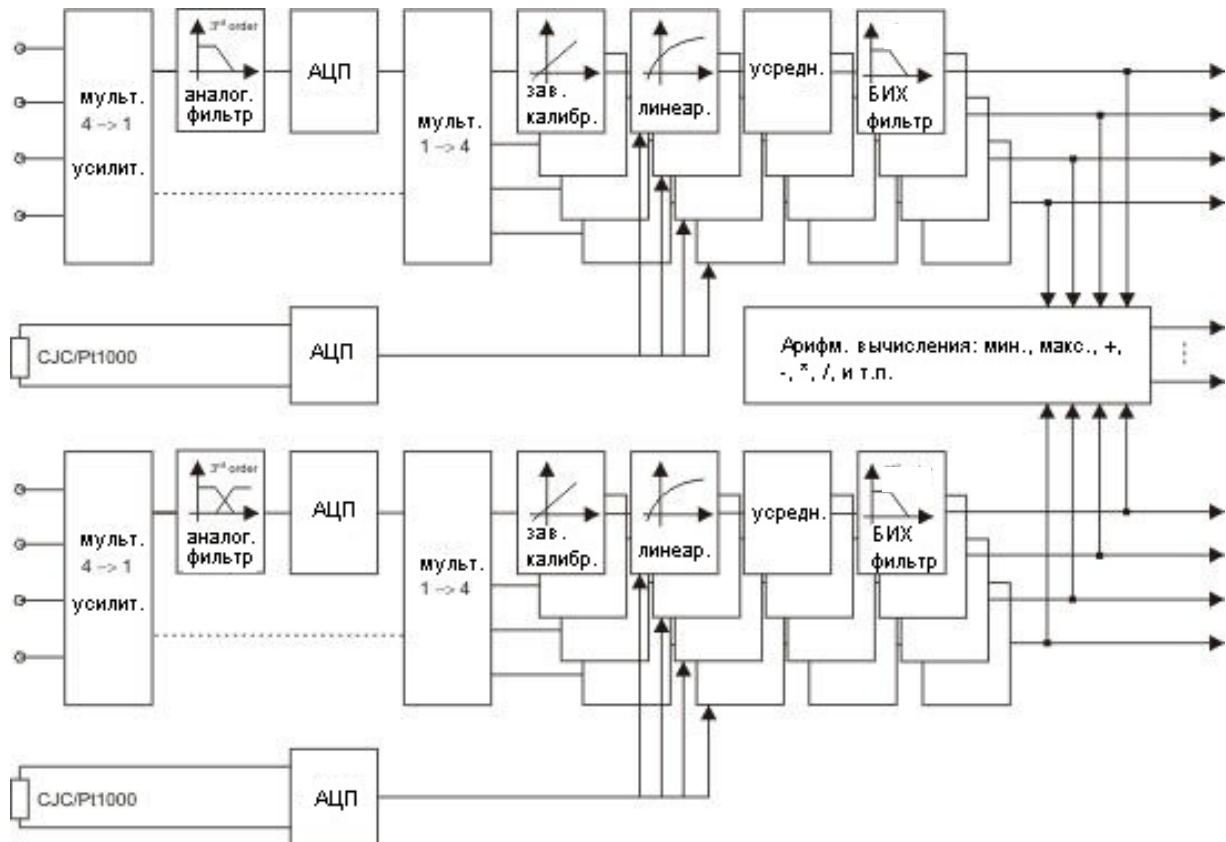 3rd order
аналог.
фильтр
мульт.
4 --> 1
усилит.
АЦП
мульт.
1 --> 4
зав.
калибр.
линеар.
усредн.
БИХ
фильтр
CJC/Pt1000
АЦП
Арифм. вычисления: мин., макс., +,
-, *, /, и т.п.
3rd order
аналог.
фильтр
мульт.
4 --> 1
усилит.
АЦП
мульт.
1 --> 4
зав.
калибр.
линеар.
усредн.
БИХ
фильтр
CJC/Pt1000
АЦП